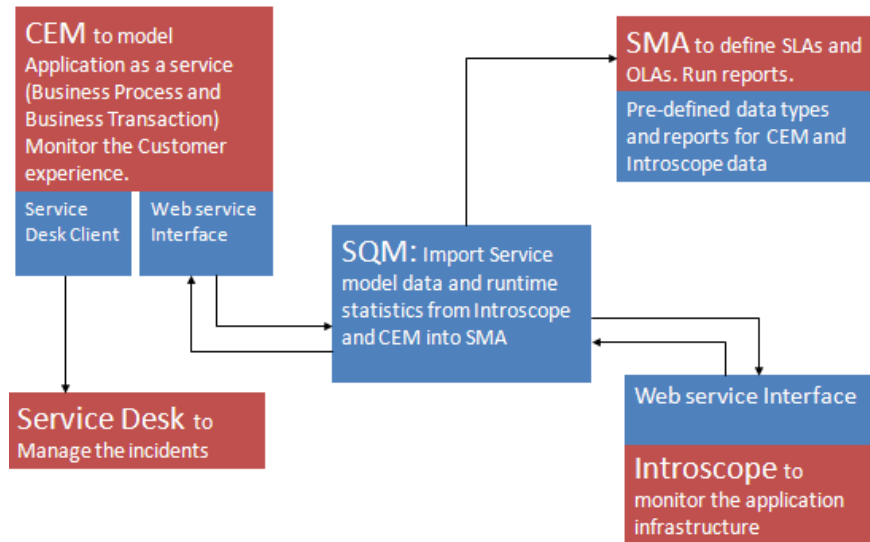 CEM to model
Application as a service
(Business Process and
Business Transaction)
Monitor the Customer
experience.
Service
Desk Client
Web service
Interface
SMA to define SLAs and
OLAs. Run reports.
Pre-defined data types
and reports for CEM and
Introscope data
SQM: Import Service
model data and runtime
statistics from Introscope
and CEM into SMA
Service Desk to
Manage the incidents
Web service Interface
Introscope to
monitor the application
infrastructure